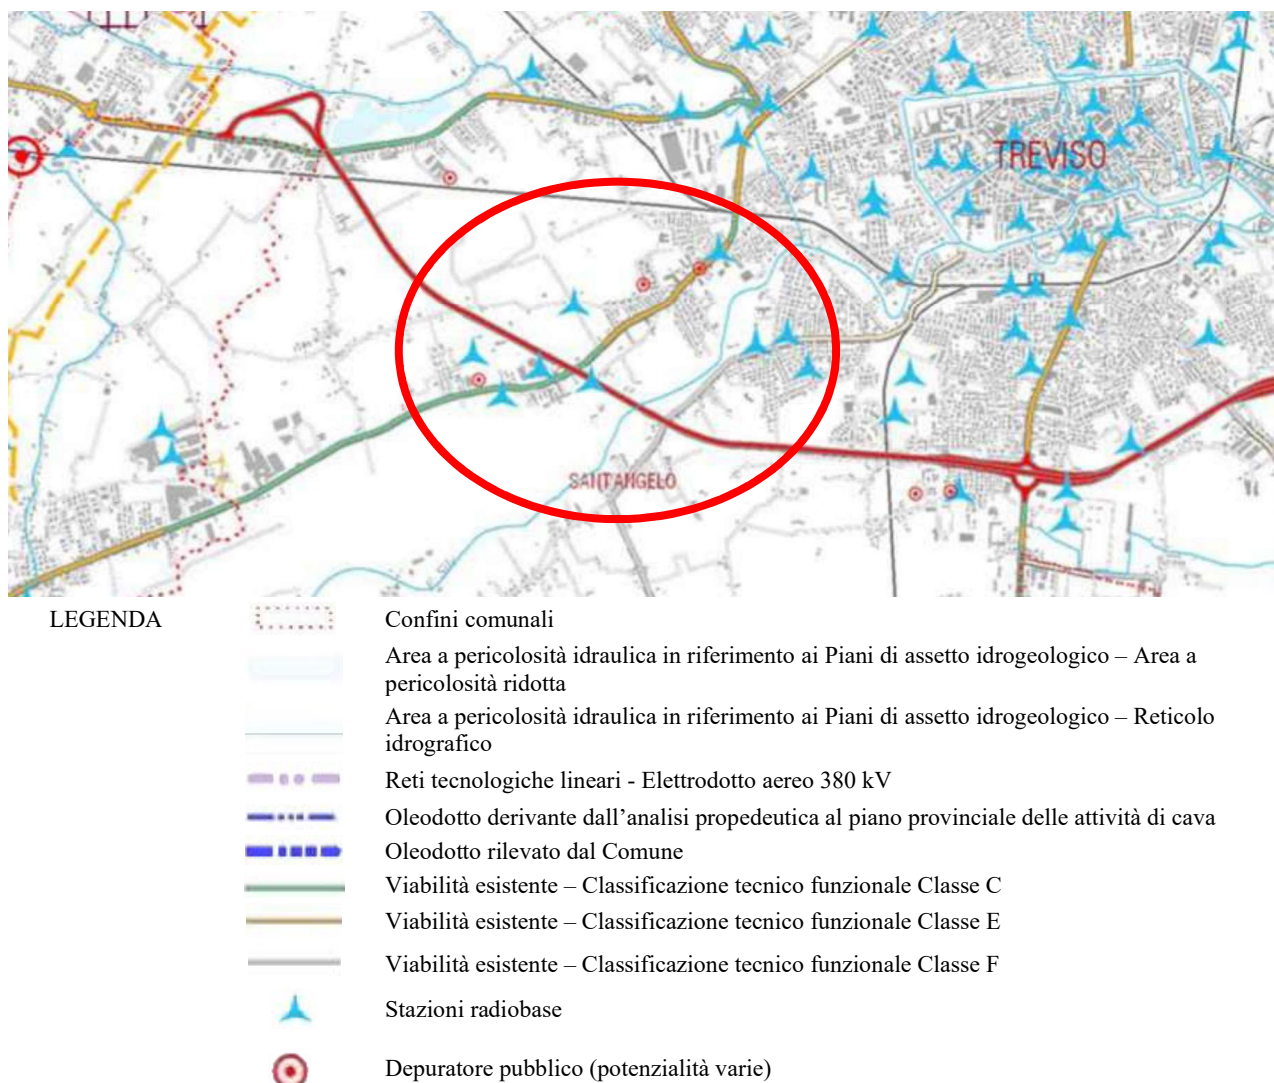 TREVISO
SANT'ANGELO
LEGENDA
Confini comunali
Area a pericolosità idraulica in riferimento ai Piani di assetto idrogeologico – Area a
pericolosità ridotta
Area a pericolosità idraulica in riferimento ai Piani di assetto idrogeologico – Reticolo
idrografico
Reti tecnologiche lineari - Elettrodotto aereo 380 kV
Oleodotto derivante dall’analisi propedeutica al piano provinciale delle attività di cava
Oleodotto rilevato dal Comune
Viabilità esistente – Classificazione tecnico funzionale Classe C
Viabilità esistente – Classificazione tecnico funzionale Classe E
Viabilità esistente – Classificazione tecnico funzionale Classe F
Stazioni radiobase
Depuratore pubblico (potenzialità varie)